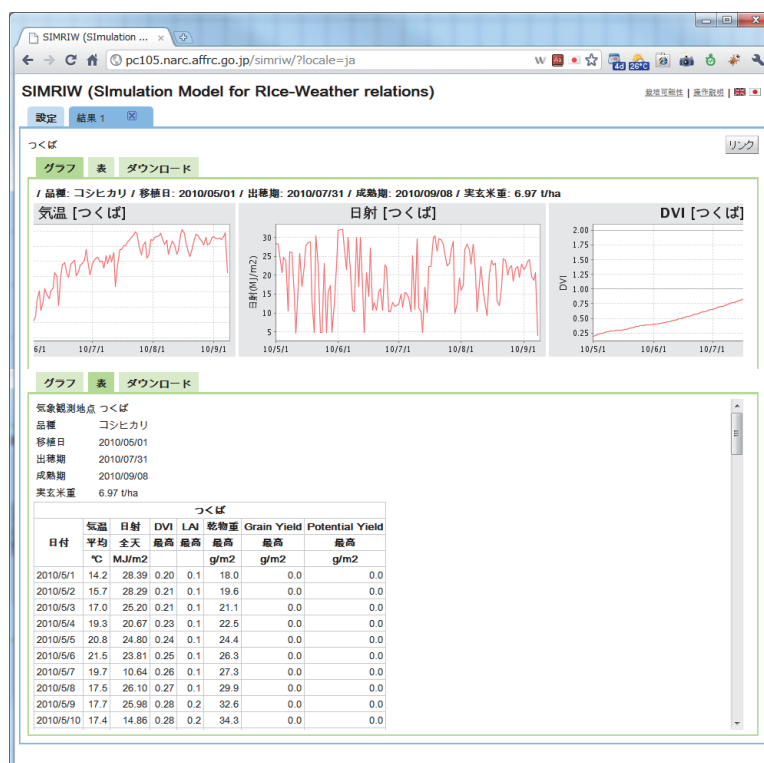 SIMRIW (SImulation ... ×
pc105.narc.affrc.go.jp/simriw/?locale=ja
W
4d 26°C
SIMRIW (SImulation Model for RIce-Weather relations)
栽培可能性 | 操作説明 |
設定 結果 1
つくば リンク
グラフ 表 ダウンロード
/ 品種: コシヒカリ / 移植日: 2010/05/01 / 出穂期: 2010/07/31 / 成熟期: 2010/09/08 / 実玄米重: 6.97 t/ha
気温 [つくば] 日射 [つくば] DVI [つくば]
30
25
20
15
10
5
日射(MJ/m2)
2.00
1.75
1.50
1.25
1.00
0.75
0.50
0.25
DVI
6/1 10/7/1 10/8/1 10/9/1 10/5/1 10/6/1 10/7/1 10/8/1 10/9/1 10/5/1 10/6/1 10/7/1
グラフ 表 ダウンロード
気象観測地点 つくば
品種 コシヒカリ
移植日 2010/05/01
出穂期 2010/07/31
成熟期 2010/09/08
実玄米重 6.97 t/ha
つくば
日付 気温 日射 DVI LAI 乾物重 Grain Yield Potential Yield
平均 全天 最高 最高 最高 最高 最高
℃ MJ/m2 g/m2 g/m2 g/m2
2010/5/1 14.2 28.39 0.20 0.1 18.0 0.0 0.0
2010/5/2 15.7 28.29 0.21 0.1 19.6 0.0 0.0
2010/5/3 17.0 25.20 0.21 0.1 21.1 0.0 0.0
2010/5/4 19.3 20.67 0.23 0.1 22.5 0.0 0.0
2010/5/5 20.8 24.80 0.24 0.1 24.4 0.0 0.0
2010/5/6 21.5 23.81 0.25 0.1 26.3 0.0 0.0
2010/5/7 19.7 10.64 0.26 0.1 27.3 0.0 0.0
2010/5/8 17.5 26.10 0.27 0.1 29.9 0.0 0.0
2010/5/9 17.7 25.98 0.28 0.2 32.6 0.0 0.0
2010/5/10 17.4 14.86 0.28 0.2 34.3 0.0 0.0